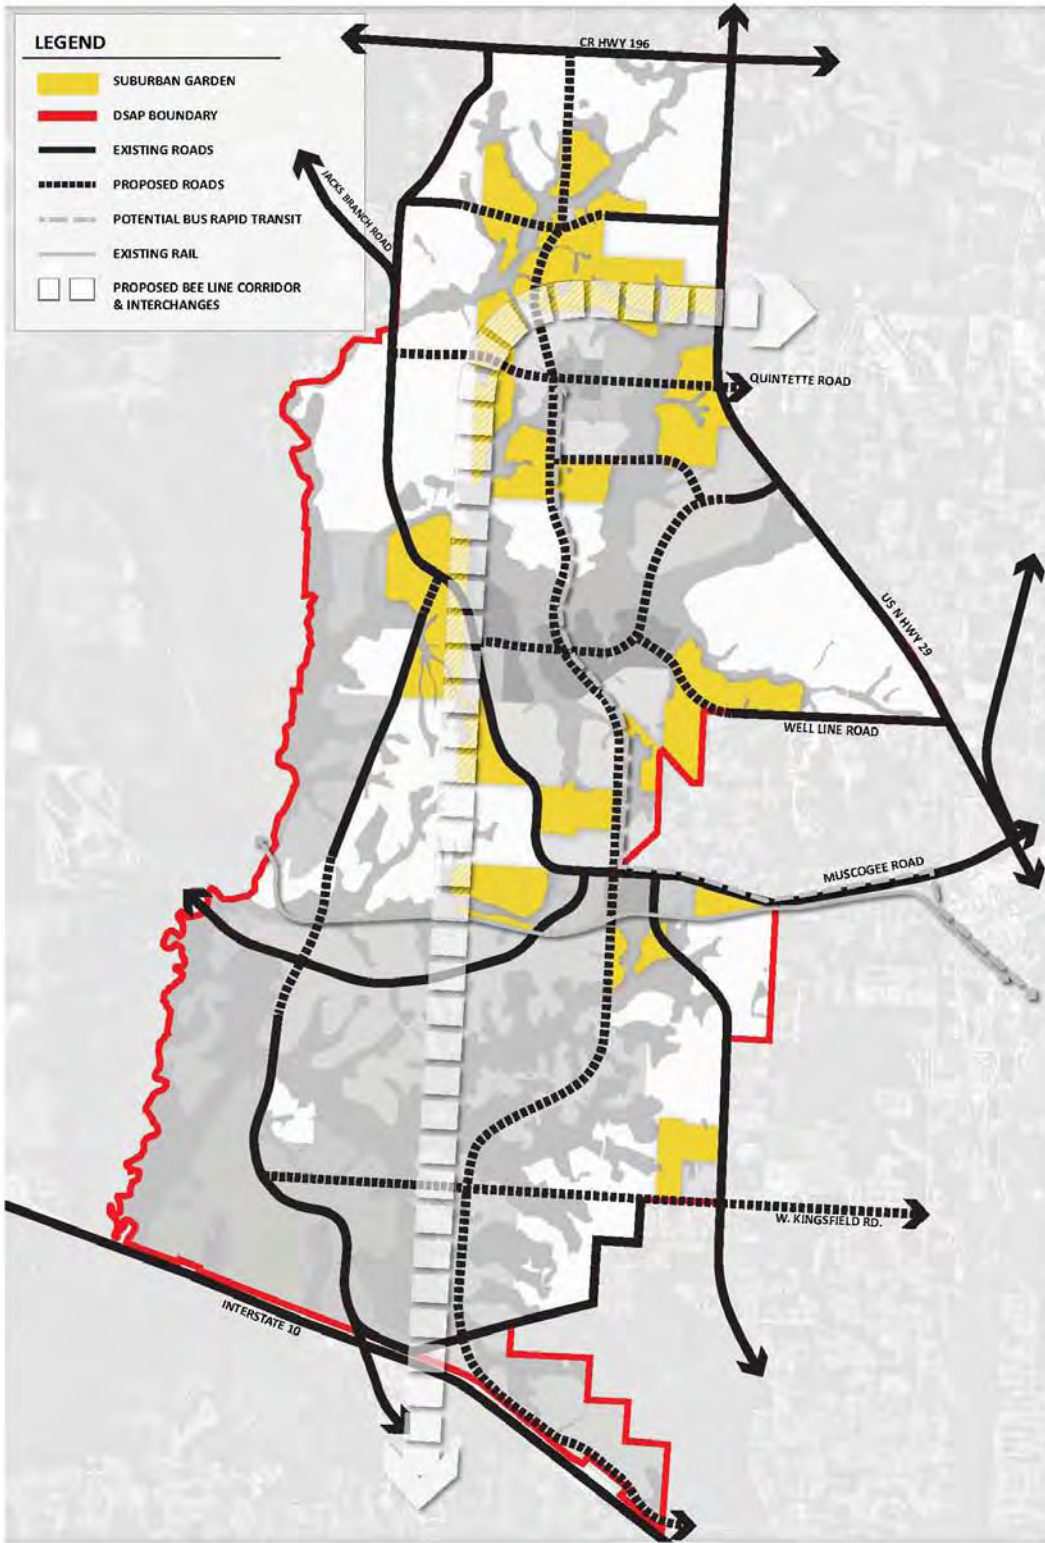 LEGEND
SUBURBAN GARDEN
DSAP BOUNDARY
EXISTING ROADS
PROPOSED ROADS
POTENTIAL BUS RAPID TRANSIT
EXISTING RAIL
PROPOSED BEE LINE CORRIDOR
& INTERCHANGES
CR HWY 196
JACKS BRANCH ROAD
QUINTETTE ROAD
US N HWY 29
WELL LINE ROAD
MUSCOGEE ROAD
W. KINGSFIELD RD.
INTERSTATE 10